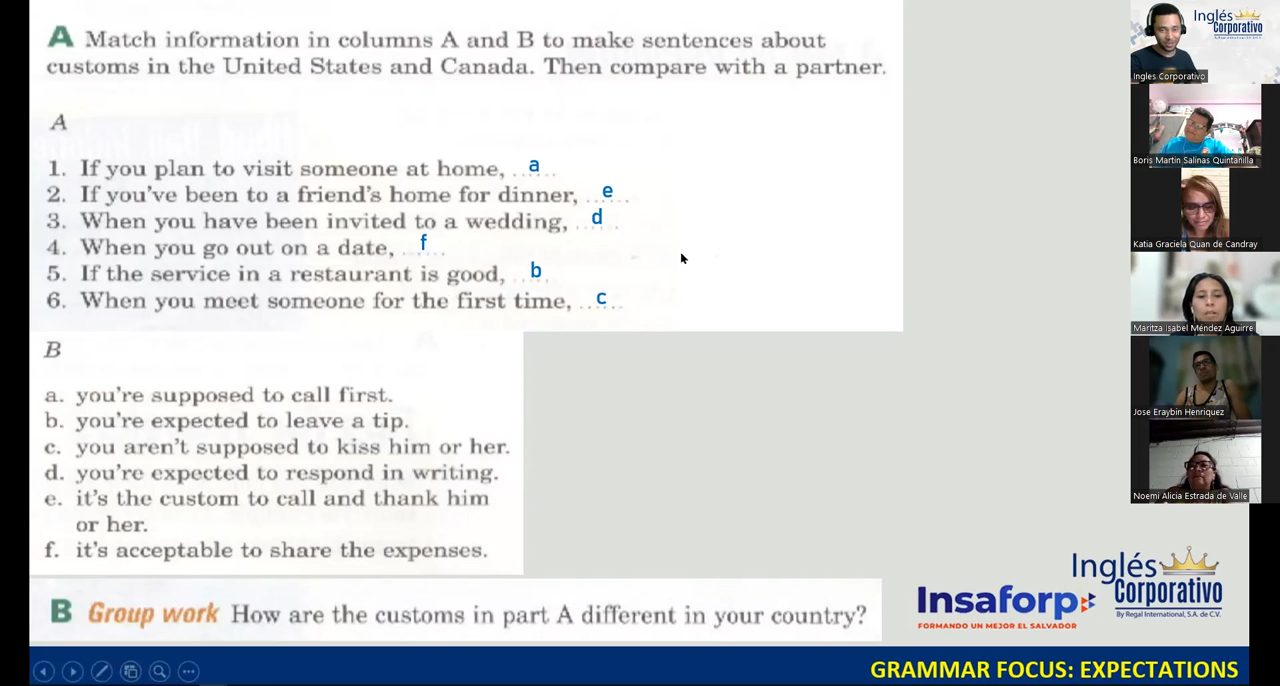 A Match information in columns A and B to make sentences about
customs in the United States and Canada. Then compare with a partner.
A
1. If you plan to visit someone at home, ..a...
2. If you've been to a friend's home for dinner, ..e...
3. When you have been invited to a wedding, ..d...
4. When you go out on a date, ..f...
5. If the service in a restaurant is good, ..b...
6. When you meet someone for the first time, ..c...
B
a. you're supposed to call first.
b. you're expected to leave a tip.
c. you aren't supposed to kiss him or her.
d. you're expected to respond in writing.
e. it's the custom to call and thank him
or her.
f. it's acceptable to share the expenses.
B Group work How are the customs in part A different in your country?
GRAMMAR FOCUS: EXPECTATIONS
Insaforp
FORMANDO UN MEJOR EL SALVADOR
Inglés
Corporativo
By Regal International, S.A. de C.V.
Inglés
Corporativo
Ingles Corporativo
Boris Martin Salinas Quintanilla
Katia Graciela Quan de Candray
Maritza Isabel Méndez Aguirre
Jose Eraybin Henriquez
Noemi Alicia Estrada de Valle